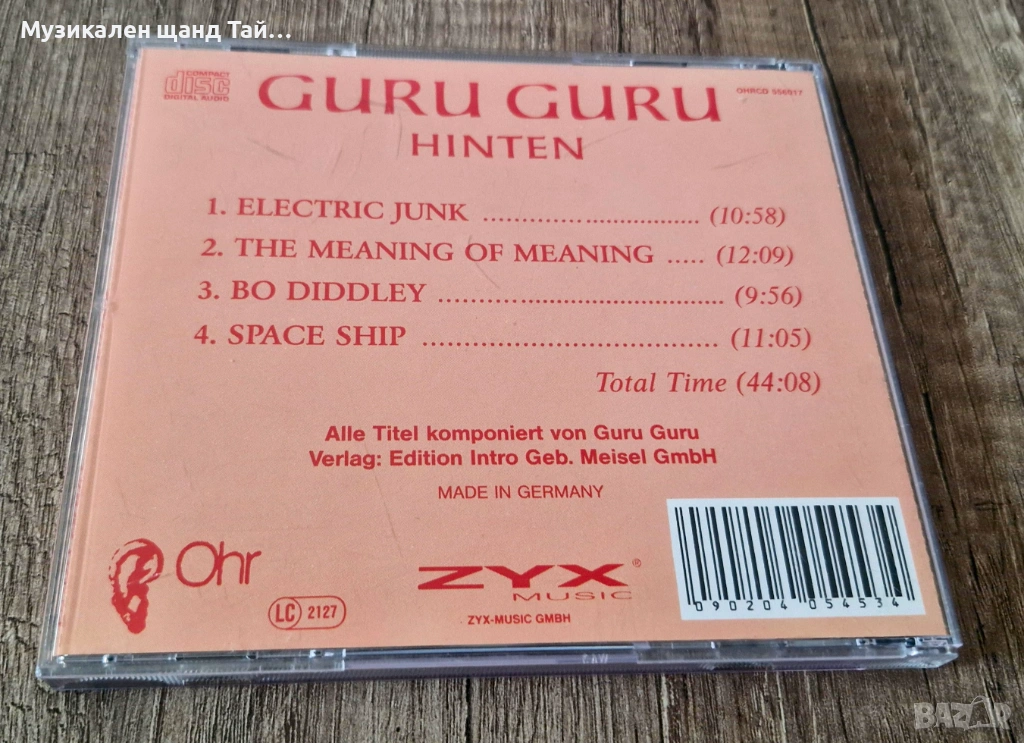 Музикален щанд Тай...
COMPACT
disc
DIGITAL AUDIO
GURU GURU
OHRCD 556017
HINTEN
1. ELECTRIC JUNK ................................... (10:58)
2. THE MEANING OF MEANING ..... (12:09)
3. BO DIDDLEY .......................................... (9:56)
4. SPACE SHIP .......................................... (11:05)
Total Time (44:08)
Alle Titel komponiert von Guru Guru
Verlag: Edition Intro Geb. Meisel GmbH
MADE IN GERMANY
Ohr
LC 2127
ZYX®
MUSIC
ZYX-MUSIC GMBH
090204 054534
BAZAR